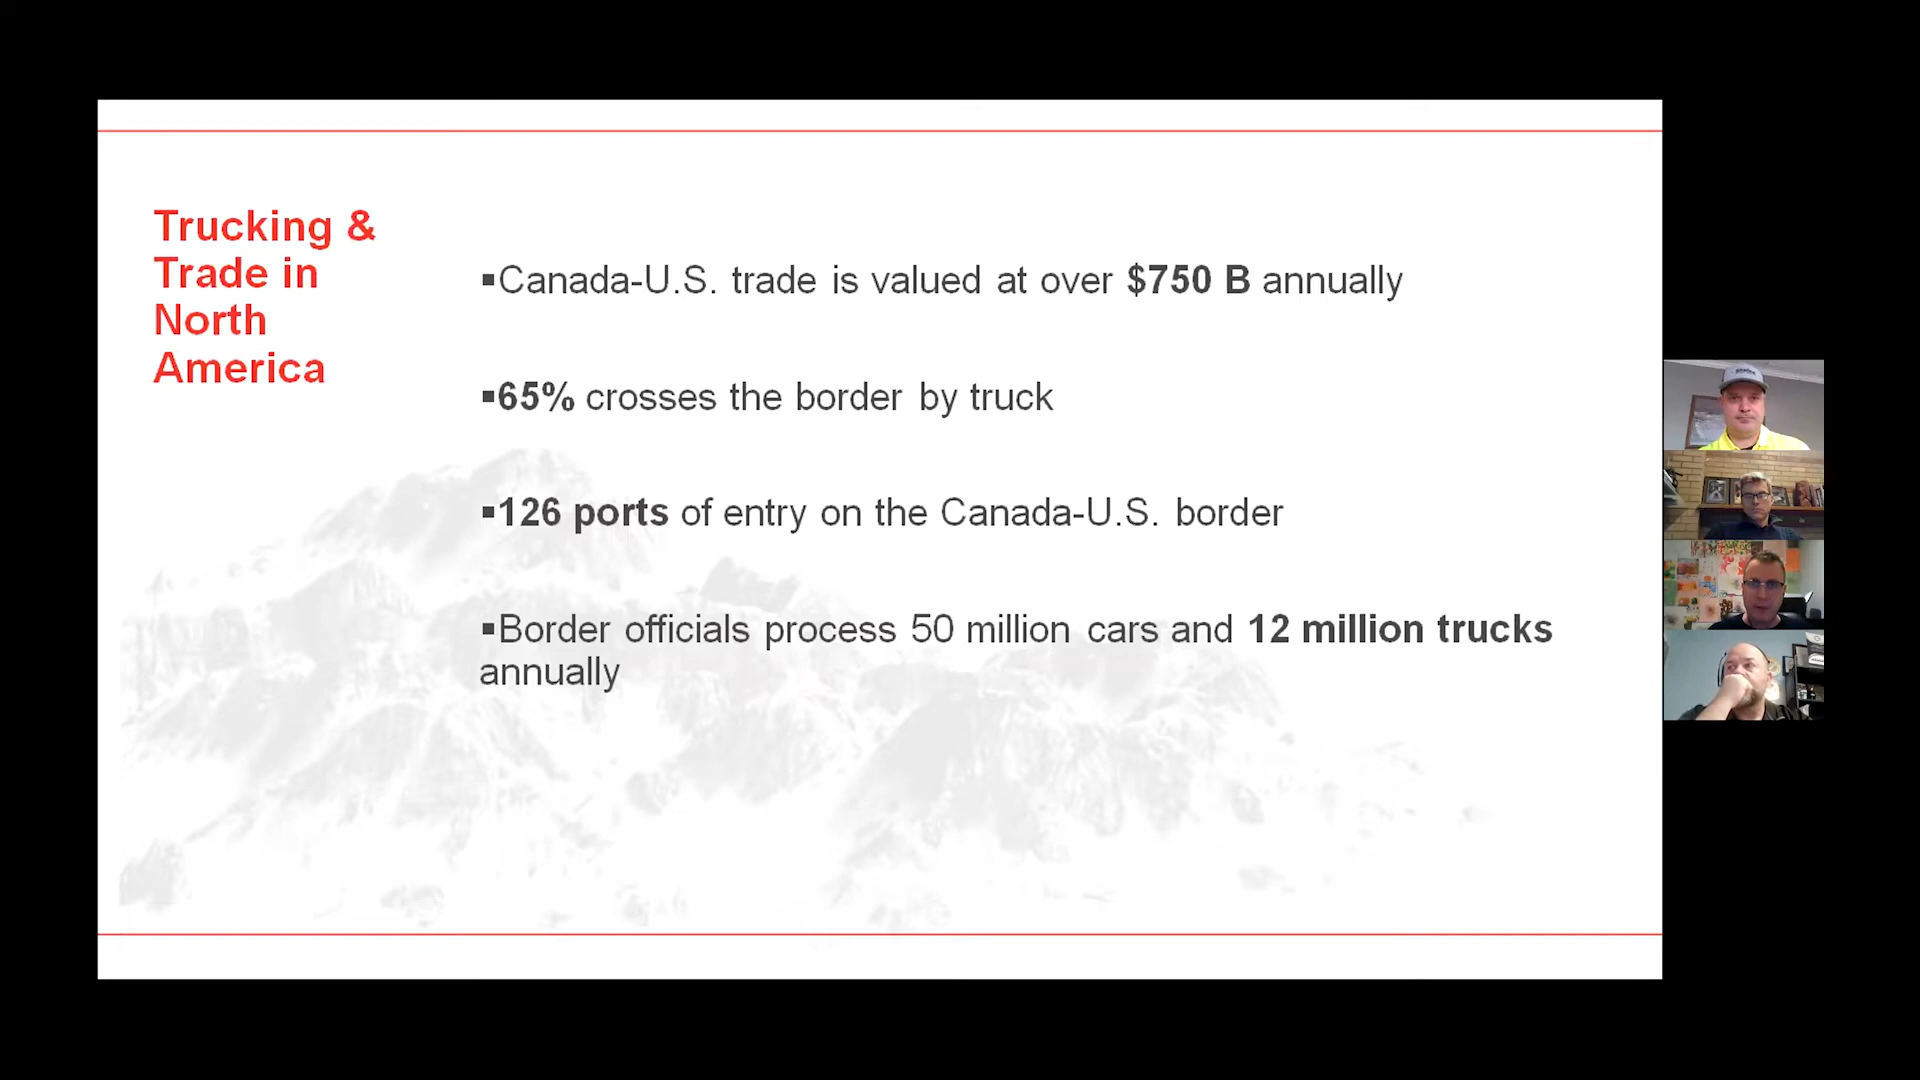 Trucking &
Trade in
North
America
▪Canada-U.S. trade is valued at over $750 B annually
▪65% crosses the border by truck
▪126 ports of entry on the Canada-U.S. border
▪Border officials process 50 million cars and 12 million trucks
annually